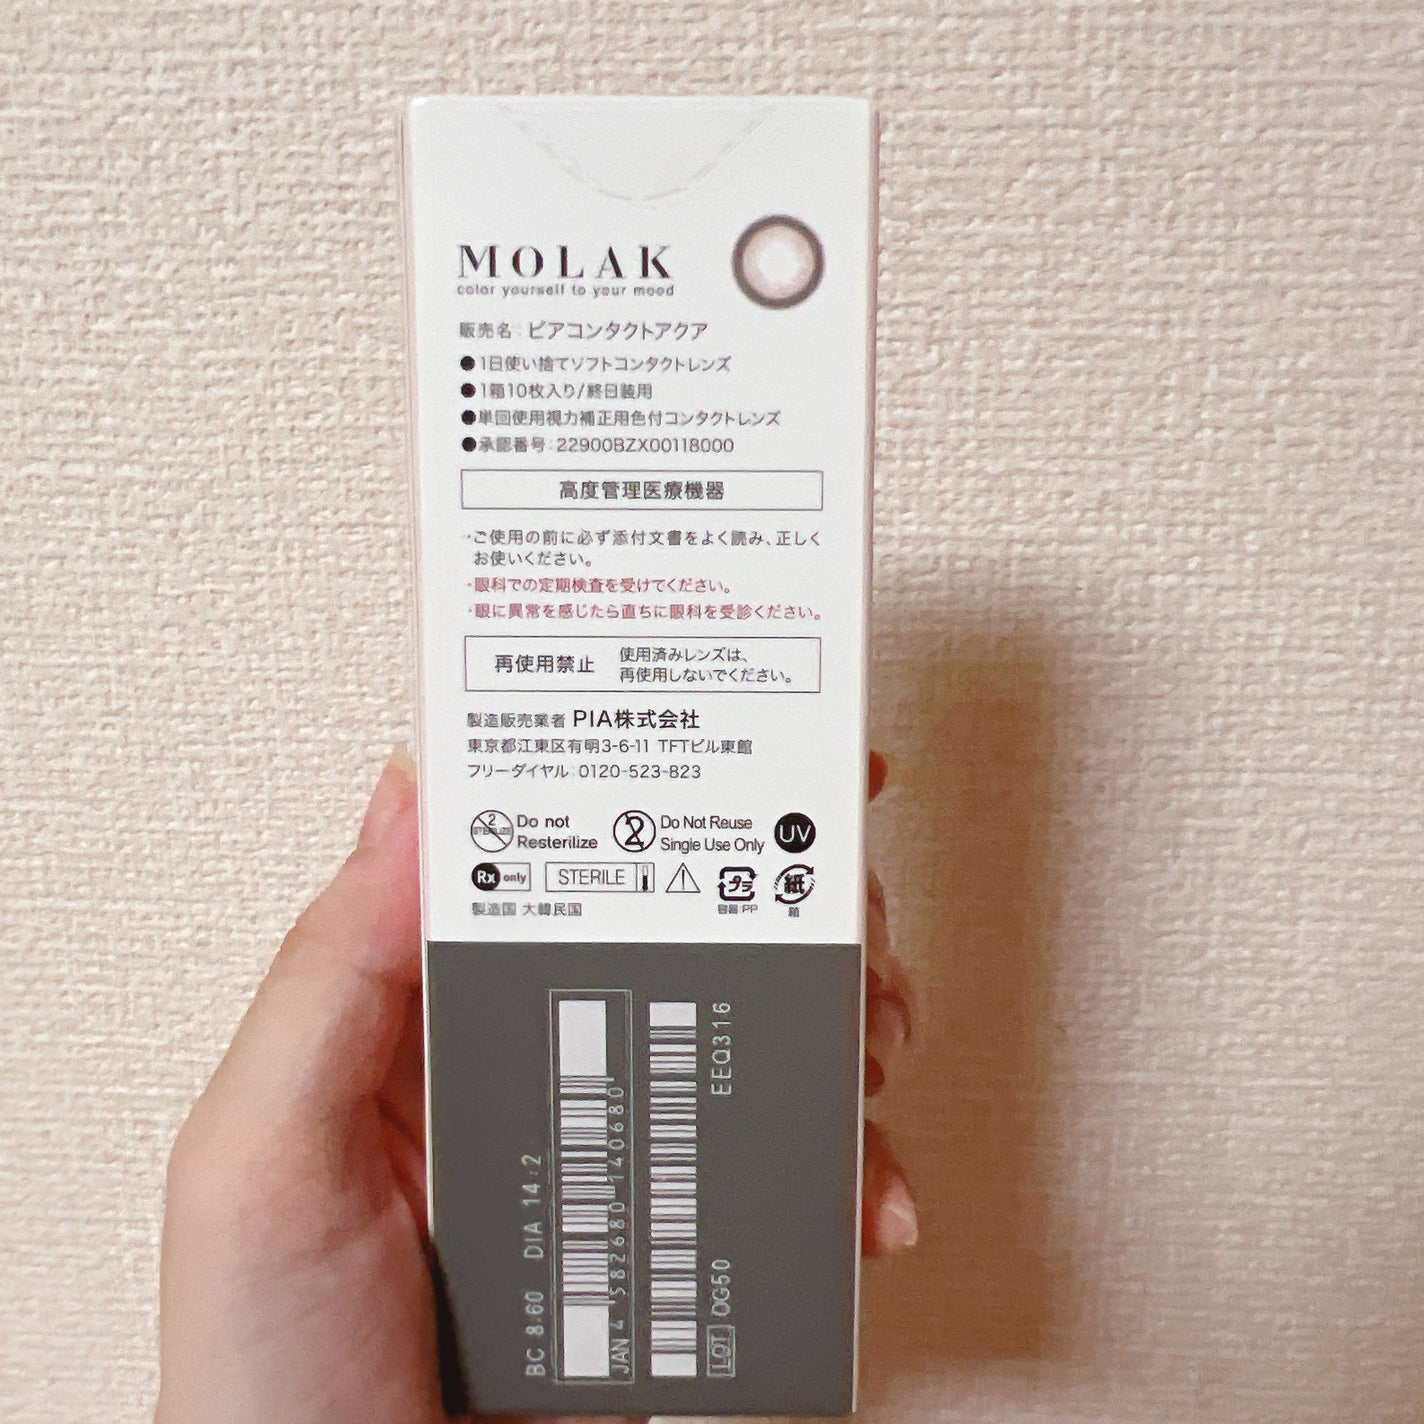 MOLAK
color yourself to your mood
販売名：ピアコンタクトアクア
●1日使い捨てソフトコンタクトレンズ
●1箱10枚入り/終日装用
●単回使用視力補正用色付コンタクトレンズ
●承認番号：22900BZX00118000
高度管理医療機器
・ご使用の前に必ず添付文書をよく読み、正しく
お使いください。
・眼科での定期検査を受けてください。
・眼に異常を感じたら直ちに眼科を受診ください。
再使用禁止
使用済みレンズは、
再使用しないでください。
製造販売業者 PIA株式会社
東京都江東区有明3-6-11 TFTビル東館
フリーダイヤル：0120-523-823
2
STERILIZE
Do not
Resterilize
2
Do Not Reuse
Single Use Only
UV
Rx only
STERILE
プラ
容器：PP
紙
箱
製造国 大韓民国
BC 8.60 DIA 14.2
JAN 4 582680 140680
LOT OG50
EEQ316